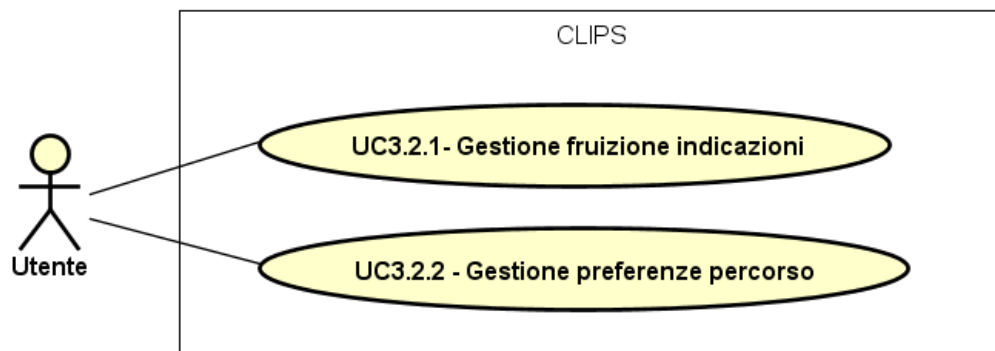 CLIPS
UC3.2.1- Gestione fruizione indicazioni
Utente
UC3.2.2 - Gestione preferenze percorso